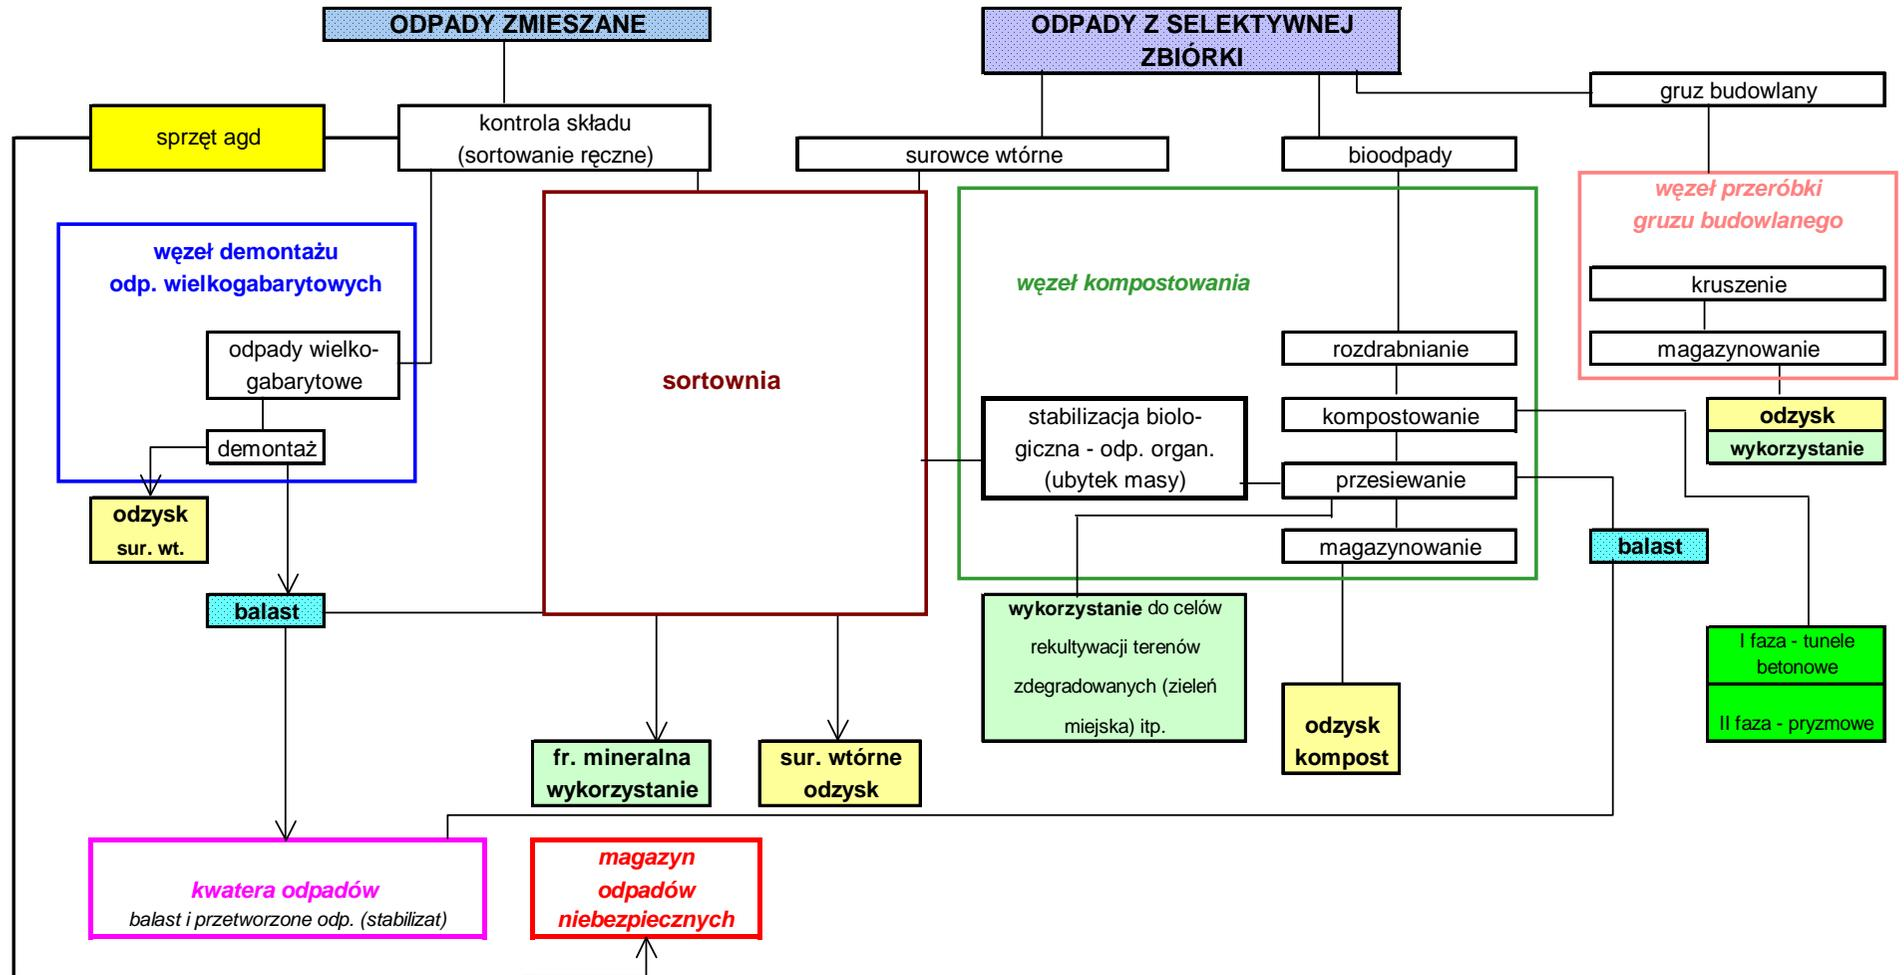 ODPADY ZMIESZANE
ODPADY Z SELEKTYWNEJ
ZBIÓRKI
gruz budowlany
sprzęt agd
kontrola składu
(sortowanie ręczne)
surowce wtórne
bioodpady
węzeł przeróbki
gruzu budowlanego
węzeł demontażu
odp. wielkogabarytowych
węzeł kompostowania
kruszenie
odpady wielko-
gabarytowe
sortownia
rozdrabnianie
magazynowanie
stabilizacja biolo-
giczna - odp. organ.
(ubytek masy)
kompostowanie
odzysk
wykorzystanie
demontaż
przesiewanie
odzysk
sur. wt.
magazynowanie
balast
balast
wykorzystanie do celów
rekultywacji terenów
zdegradowanych (zieleń
miejska) itp.
I faza - tunele
betonowe
II faza - pryzmowe
odzysk
kompost
fr. mineralna
wykorzystanie
sur. wtórne
odzysk
kwatera odpadów
balast i przetworzone odp. (stabilizat)
magazyn
odpadów
niebezpiecznych